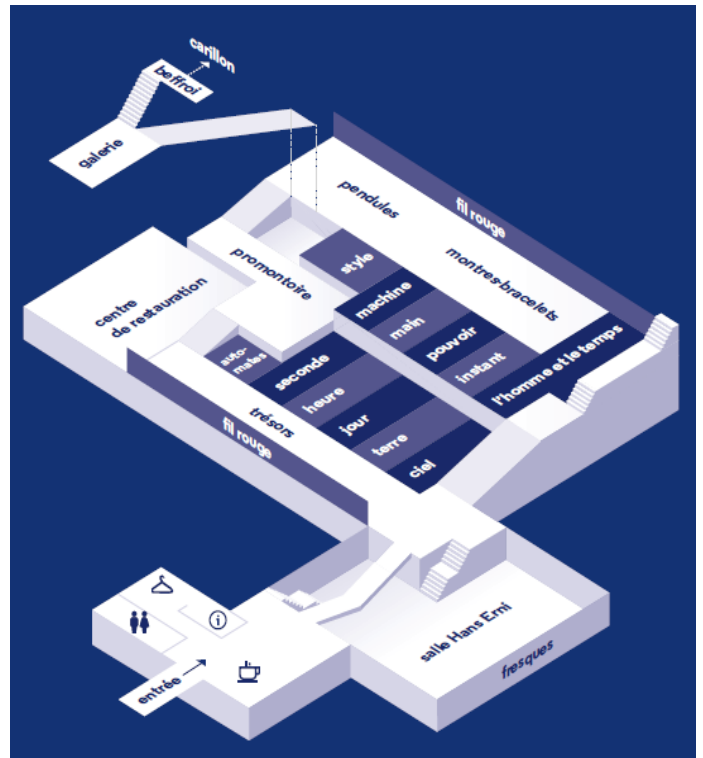 carillon
beffroi
galerie
pendules
fil rouge
montres-bracelets
style
promontoire
machine
centre
de restauration
main
pouvoir
l'homme et le temps
instant
auto-
mates
seconde
heure
jour
trésors
fil rouge
terre
ciel
i
salle Hans Erni
fresques
entrée